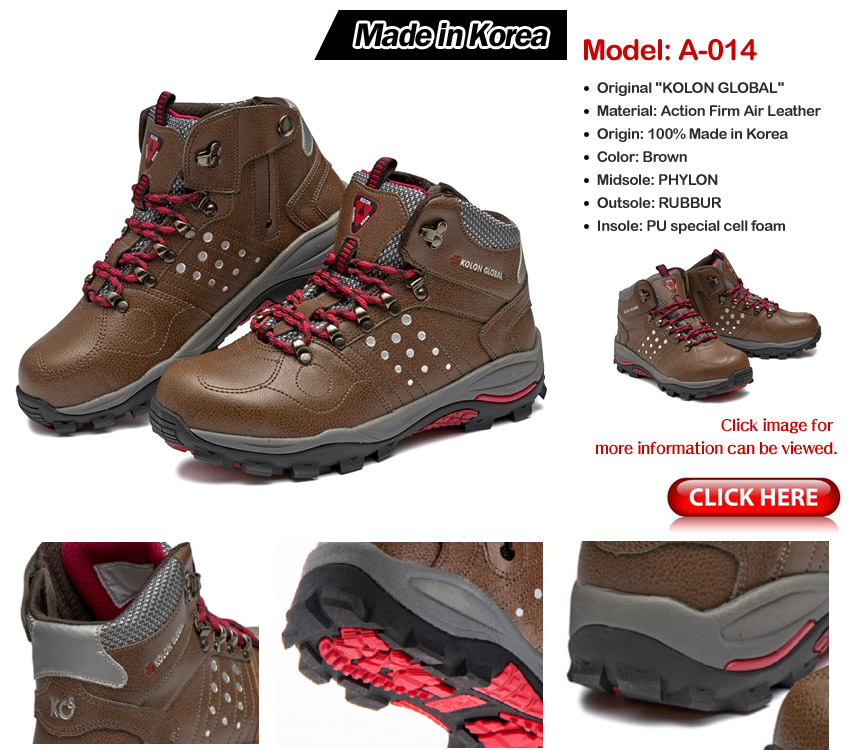 Made in Korea
Model: A-014
Original "KOLON GLOBAL"
Material: Action Firm Air Leather
Origin: 100% Made in Korea
Color: Brown
Midsole: PHYLON
Outsole: RUBBUR
Insole: PU special cell foam
KOLON
KOLON
KOLON GLOBAL
Click image for
more information can be viewed.
CLICK HERE
KOLON GLOBAL